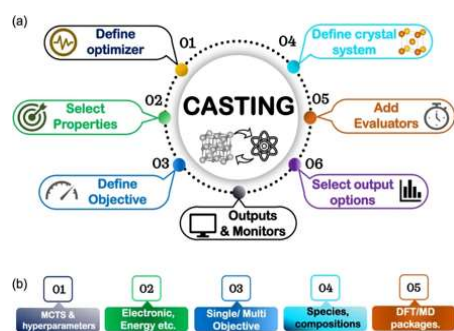 (a)
01
Define
optimizer
04
Define crystal
system
02
Select
Properties
CASTING
05
Add
Evaluators
03
Define
Objective
06
Select output
options
Outputs
& Monitors
(b)
01
MCTS &
hyperparameters
02
Electronic,
Energy etc.
03
Single/ Multi
Objective
04
Species,
compositions
05
DFT/MD
packages.